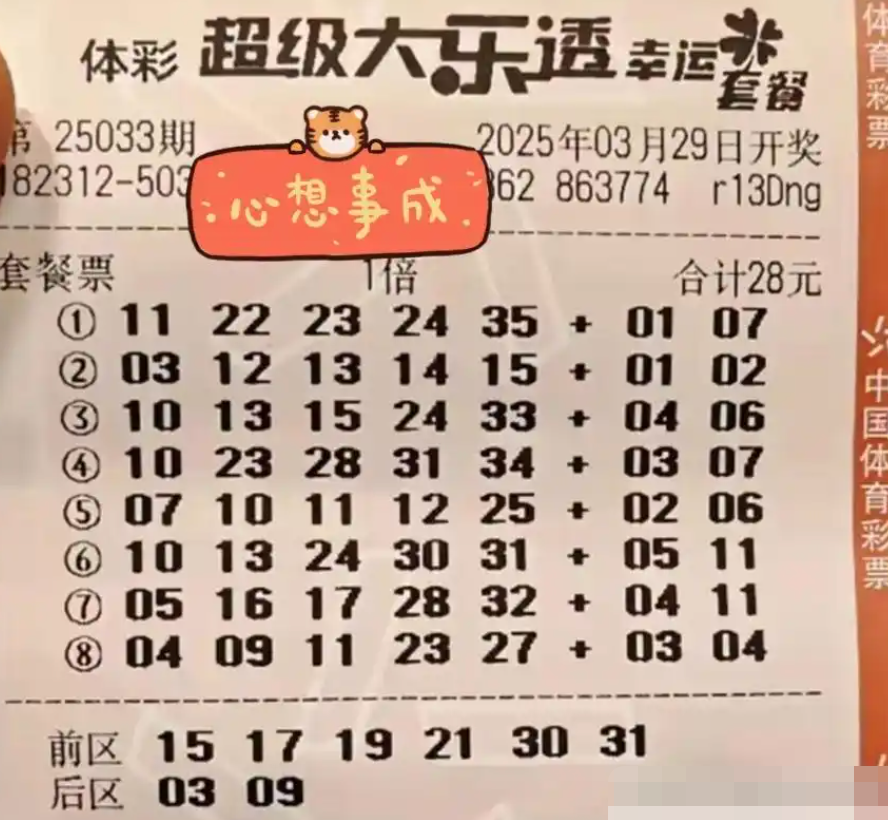 体彩 超级大乐透 幸运套餐
第 25033期 2025年03月29日开奖
182312-503 862 863774 r13Dng
心想事成
套餐票 1倍 合计28元
① 11 22 23 24 35 + 01 07
② 03 12 13 14 15 + 01 02
③ 10 13 15 24 33 + 04 06
④ 10 23 28 31 34 + 03 07
⑤ 07 10 11 12 25 + 02 06
⑥ 10 13 24 30 31 + 05 11
⑦ 05 16 17 28 32 + 04 11
⑧ 04 09 11 23 27 + 03 04
前区 15 17 19 21 30 31
后区 03 09
体育彩票
中国体育彩票